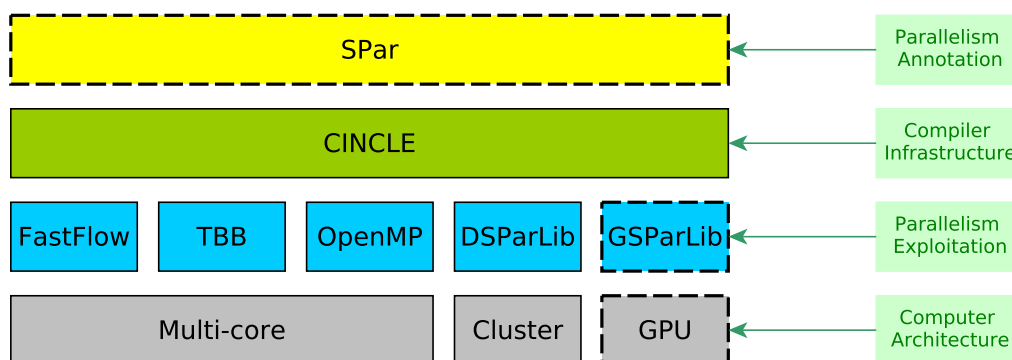 SPar
Parallelism
Annotation
CINCLE
Compiler
Infrastructure
FastFlow
TBB
OpenMP
DSParLib
GSParLib
Parallelism
Exploitation
Multi-core
Cluster
GPU
Computer
Architecture